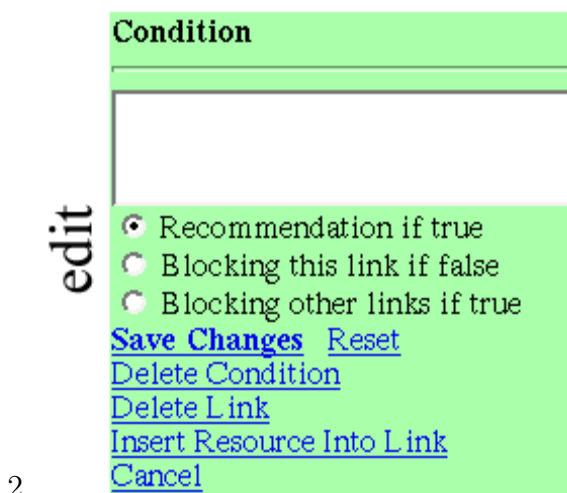 Condition
edit
Recommendation if true
Blocking this link if false
Blocking other links if true
Save Changes Reset
Delete Condition
Delete Link
Insert Resource Into Link
Cancel
2